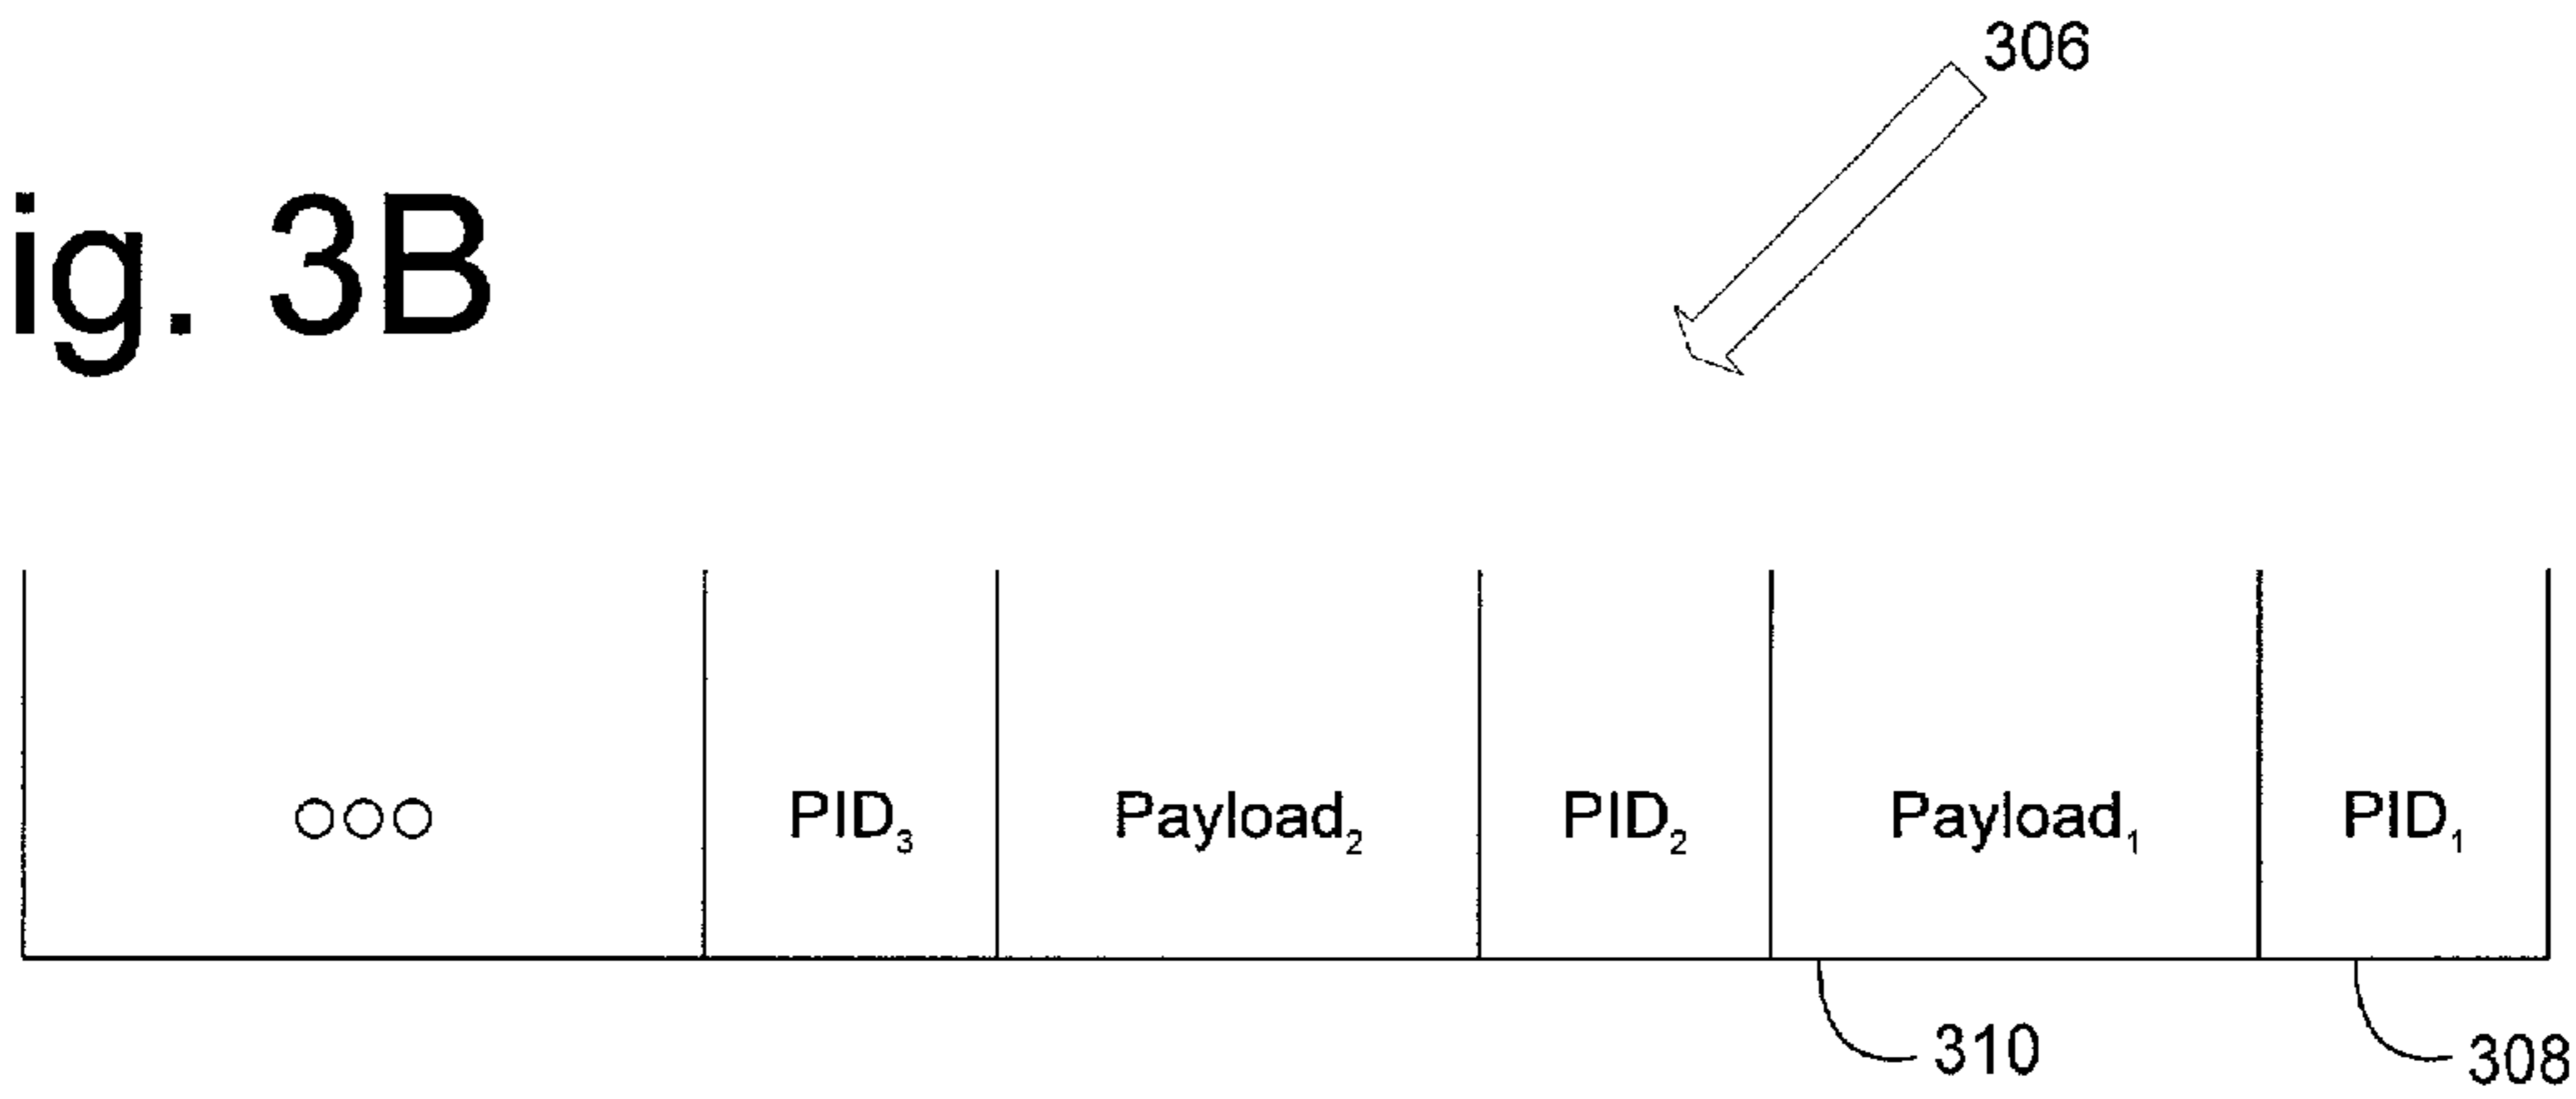 306
ig. 3B
○○○ PID₃ Payload₂ PID₂ Payload₁ PID₁
310
308